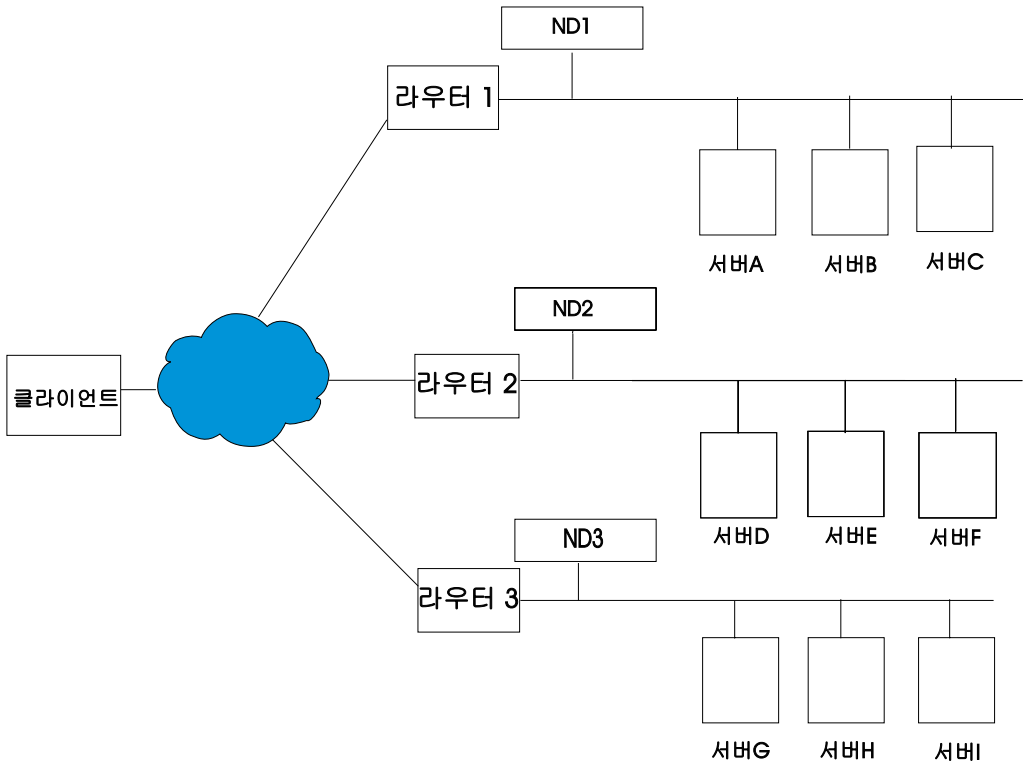 ND1
라우터 1
서버A
서버B
서버C
ND2
클라이언트
라우터 2
서버D
서버E
서버F
ND3
라우터 3
서버G
서버H
서버I